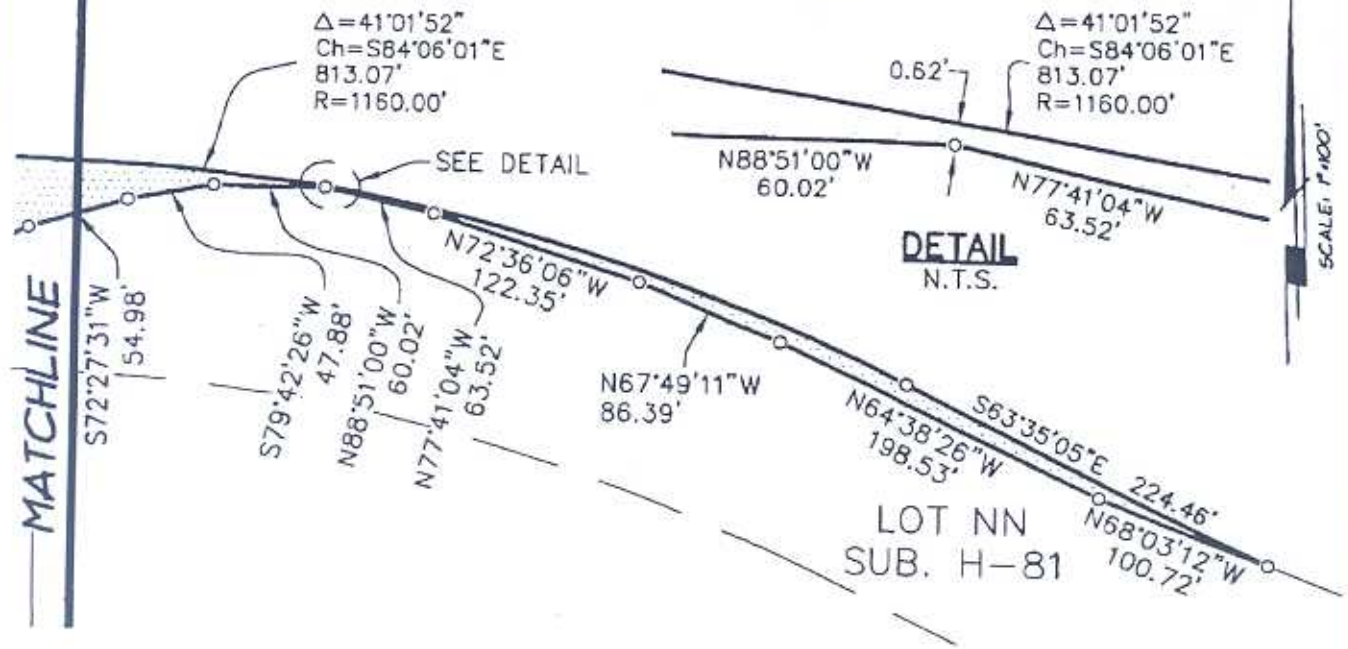 Δ=41°01'52"
Ch=S84°06'01"E
813.07'
R=1160.00'
Δ=41°01'52"
Ch=S84°06'01"E
813.07'
R=1160.00'
0.62'
SEE DETAIL
N88°51'00"W
60.02'
N77°41'04"W
63.52'
DETAIL
N.T.S.
SCALE: 1"=100'
MATCHLINE
S72°27'31"W
54.98'
S79°42'26"W
47.88'
N88°51'00"W
60.02'
N77°41'04"W
63.52'
N72°36'06"W
122.35'
N67°49'11"W
86.39'
N64°38'26"W
198.53'
S63°35'05"E 224.46'
N68°03'12"W
100.72'
LOT NN
SUB. H-81